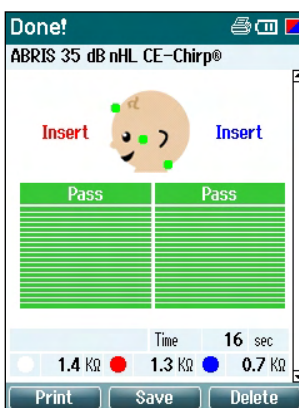 Done!
ABRIS 35 dB nHL CE-Chirp®
Insert Insert
Pass Pass
Time 16 sec
1.4 KΩ 1.3 KΩ 0.7 KΩ
Print Save Delete